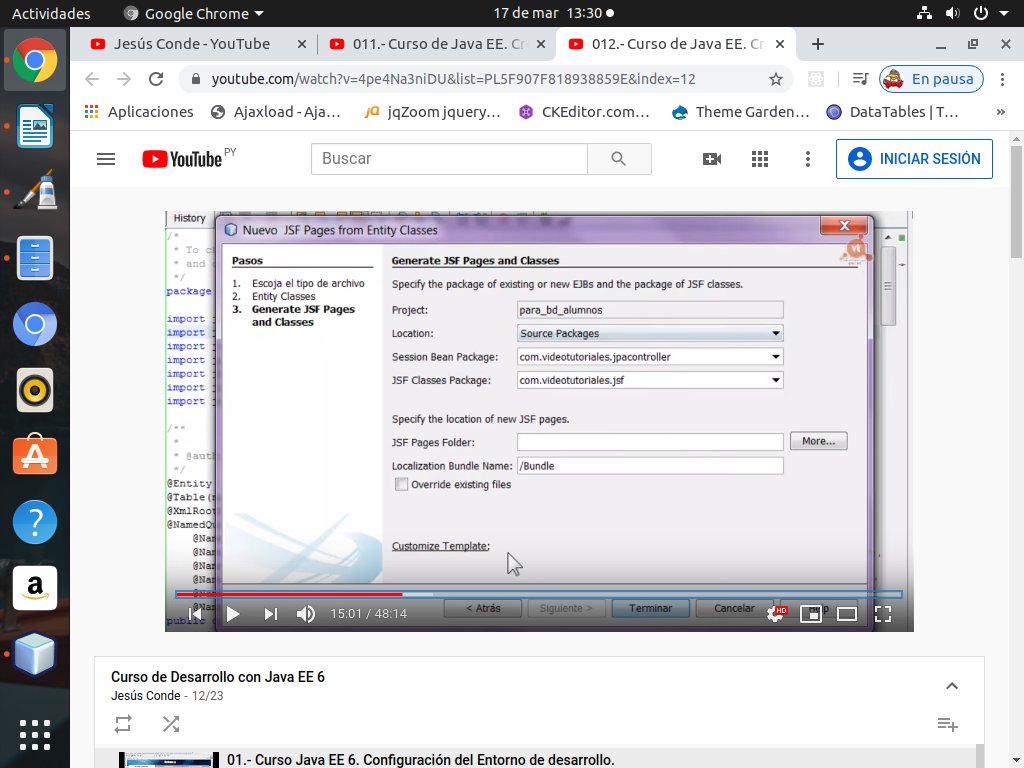 Actividades
Google Chrome
17 de mar 13:30
Jesús Conde - YouTube
011.- Curso de Java EE. Cr
012.- Curso de Java EE. Cr
youtube.com/watch?v=4pe4Na3niDU&list=PL5F907F818938859E&index=12
En pausa
Aplicaciones
Ajaxload - Aja...
jqZoom jquery...
CKEditor.com...
Theme Garden...
DataTables | T...
»
YouTube PY
Buscar
INICIAR SESIÓN
History
Nuevo JSF Pages from Entity Classes
/*
* To ch
* and o
*/
package
import j
import j
import j
import j
import j
import j
import j
/**
*
* @auth
*/
@Entity
@Table(n
@XmlRoot
@NamedQu
@Nam
@Nam
@Nam
@Nam
@Nam
public c
Pasos
1. Escoja el tipo de archivo
2. Entity Classes
3. Generate JSF Pages
and Classes
Generate JSF Pages and Classes
Specify the package of existing or new EJBs and the package of JSF classes.
Project: para_bd_alumnos
Location: Source Packages
Session Bean Package: com.videotutoriales.jpacontroller
JSF Classes Package: com.videotutoriales.jsf
Specify the location of new JSF pages.
JSF Pages Folder:
More...
Localization Bundle Name: /Bundle
Override existing files
Customize Template:
15:01 / 48:14
< Atrás
Siguiente >
Terminar
Cancelar
HD
Curso de Desarrollo con Java EE 6
Jesús Conde - 12/23
01.- Curso Java EE 6. Configuración del Entorno de desarrollo.